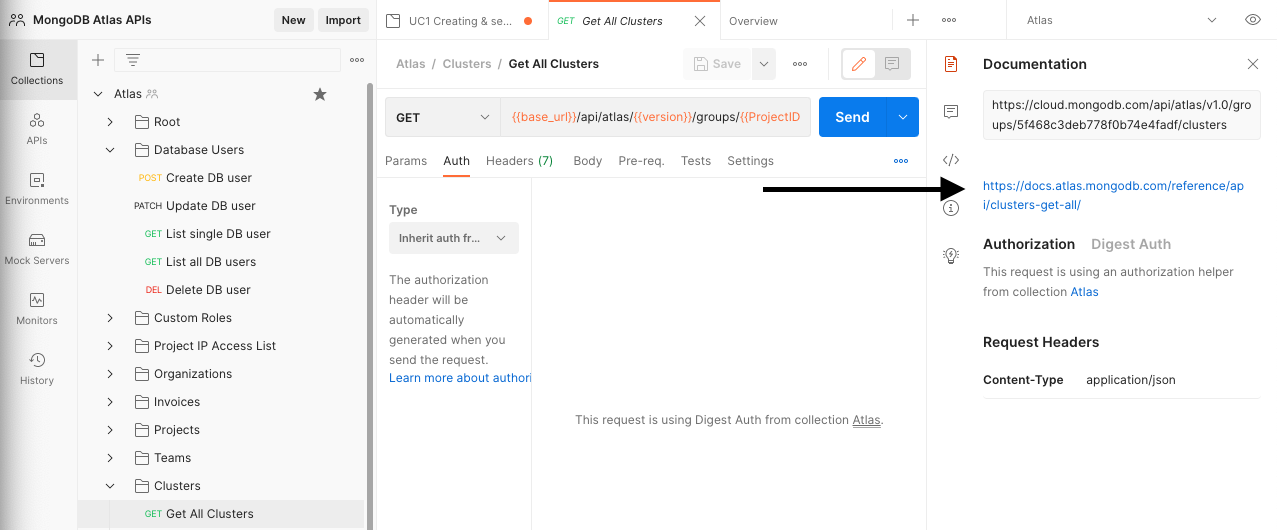 MongoDB Atlas APIs
New
Import
UC1 Creating & se...
GET Get All Clusters
Overview
Atlas
Collections
APIs
Environments
Mock Servers
Monitors
History
Atlas
Root
Database Users
POST Create DB user
PATCH Update DB user
GET List single DB user
GET List all DB users
DEL Delete DB user
Custom Roles
Project IP Access List
Organizations
Invoices
Projects
Teams
Clusters
GET Get All Clusters
Atlas / Clusters / Get All Clusters
Save
GET
{{base_url}}/api/atlas/{{version}}/groups/{{ProjectID
Send
Params
Auth
Headers (7)
Body
Pre-req.
Tests
Settings
Type
Inherit auth fr...
The authorization
header will be
automatically
generated when you
send the request.
Learn more about authori
This request is using Digest Auth from collection Atlas.
Documentation
https://cloud.mongodb.com/api/atlas/v1.0/gro
ups/5f468c3deb778f0b74e4fadf/clusters
https://docs.atlas.mongodb.com/reference/ap
i/clusters-get-all/
Authorization Digest Auth
This request is using an authorization helper
from collection Atlas
Request Headers
Content-Type application/json